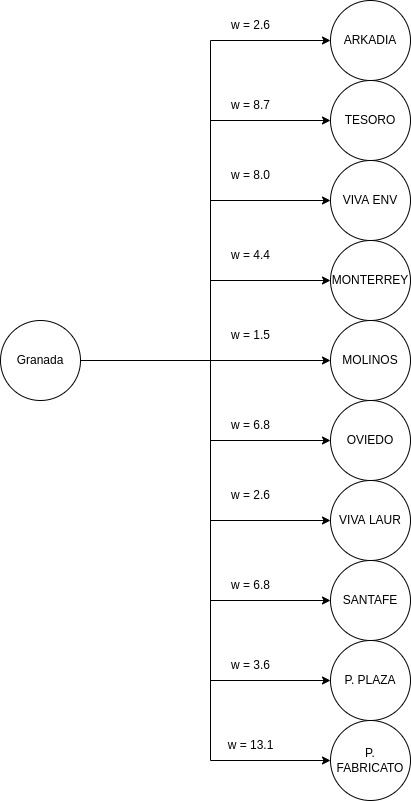 w = 2.6
ARKADIA
w = 8.7
TESORO
w = 8.0
VIVA ENV
w = 4.4
MONTERREY
w = 1.5
Granada
MOLINOS
w = 6.8
OVIEDO
w = 2.6
VIVA LAUR
w = 6.8
SANTAFE
w = 3.6
P. PLAZA
w = 13.1
P.
FABRICATO